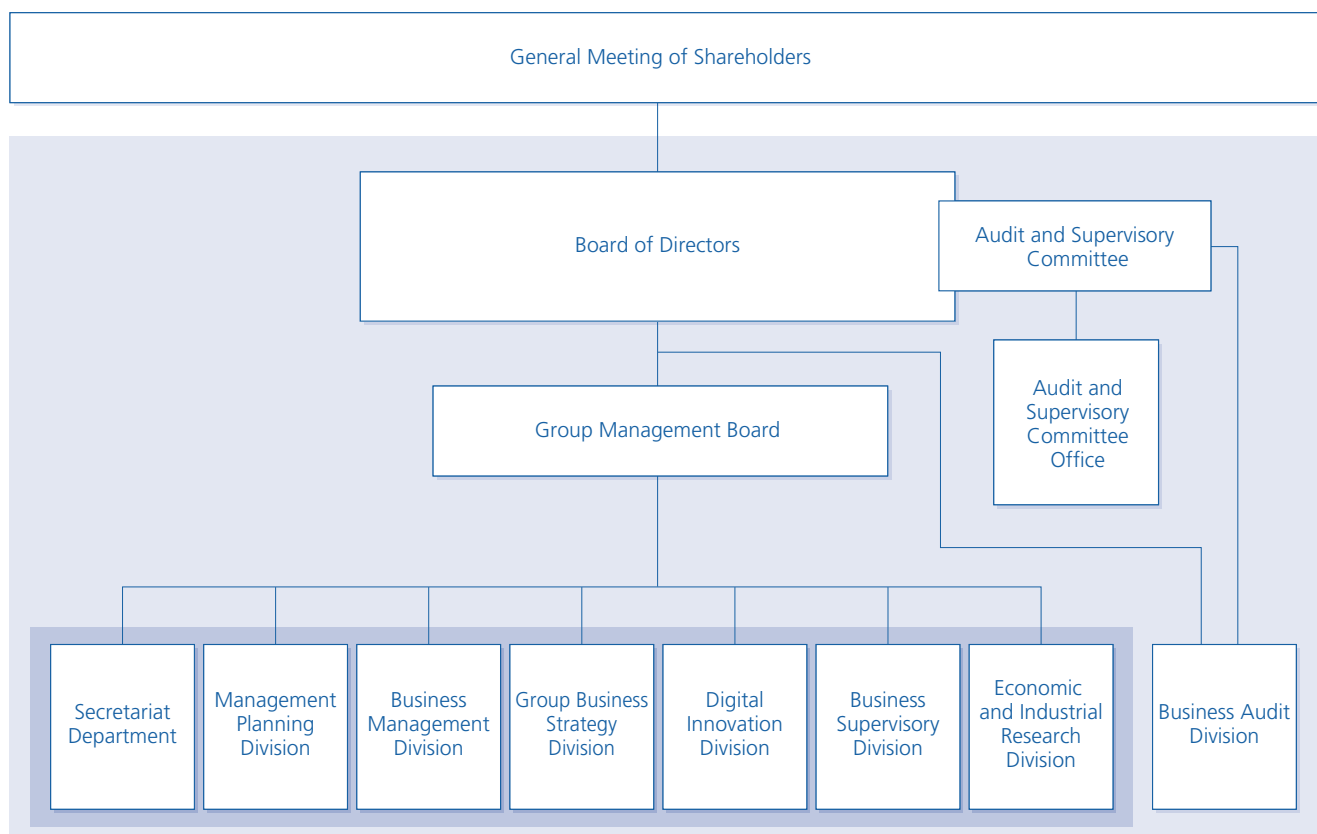 General Meeting of Shareholders
Board of Directors
Audit and Supervisory
Committee
Audit and
Supervisory
Committee
Office
Group Management Board
Secretariat
Department
Management
Planning
Division
Business
Management
Division
Group Business
Strategy
Division
Digital
Innovation
Division
Business
Supervisory
Division
Economic
and Industrial
Research
Division
Business Audit
Division